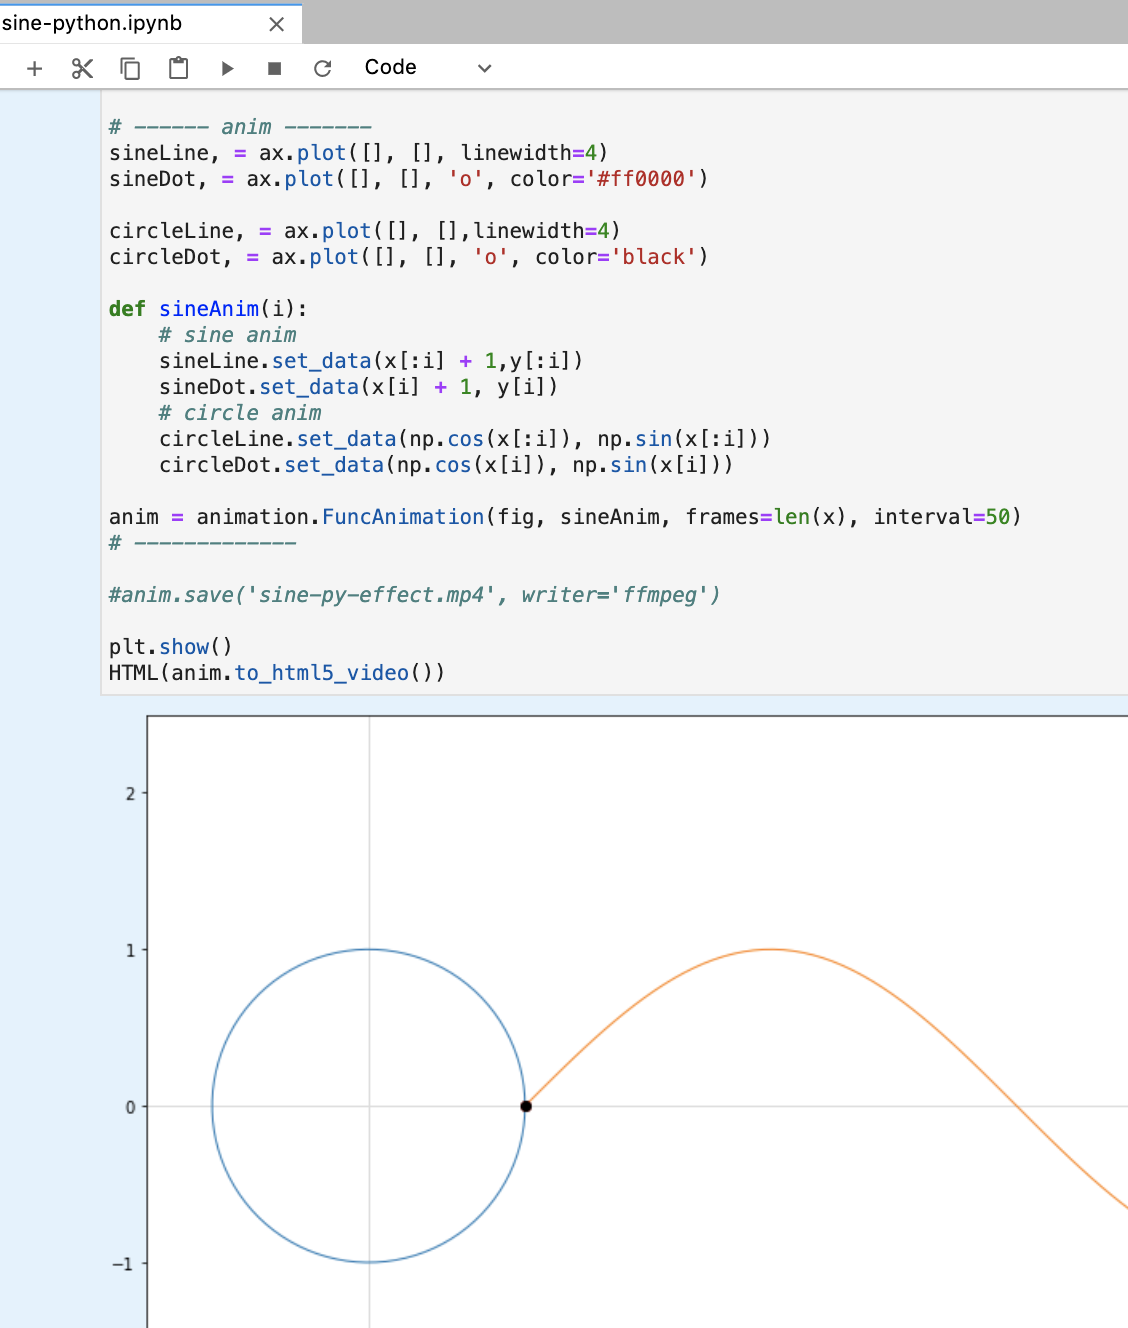 sine-python.ipynb
Code
# ------ anim -------
sineLine, = ax.plot([], [], linewidth=4)
sineDot, = ax.plot([], [], 'o', color='#ff0000')
circleLine, = ax.plot([], [],linewidth=4)
circleDot, = ax.plot([], [], 'o', color='black')
def sineAnim(i):
    # sine anim
    sineLine.set_data(x[:i] + 1,y[:i])
    sineDot.set_data(x[i] + 1, y[i])
    # circle anim
    circleLine.set_data(np.cos(x[:i]), np.sin(x[:i]))
    circleDot.set_data(np.cos(x[i]), np.sin(x[i]))
anim = animation.FuncAnimation(fig, sineAnim, frames=len(x), interval=50)
# -------------
#anim.save('sine-py-effect.mp4', writer='ffmpeg')
plt.show()
HTML(anim.to_html5_video())
2
1
0
−1